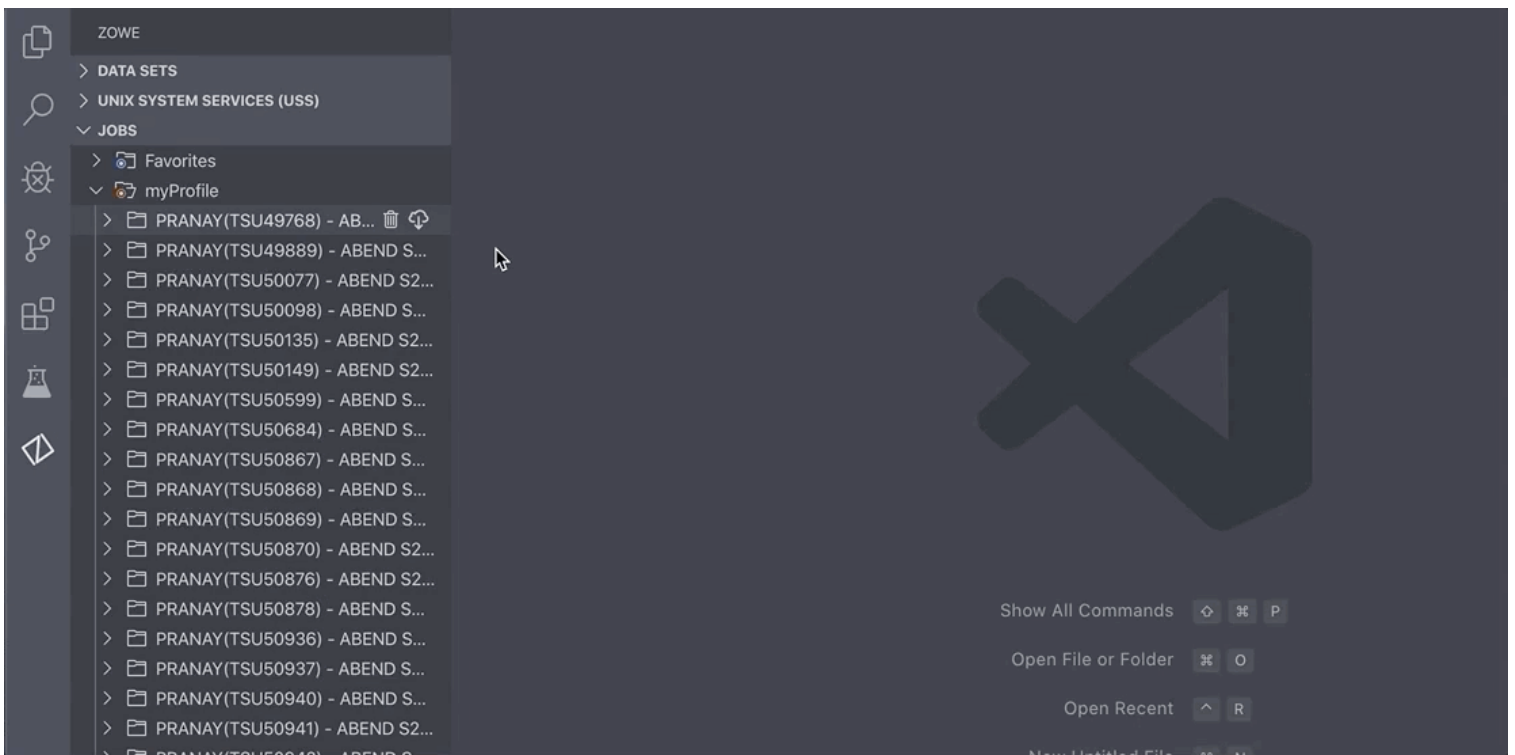 ZOWE
DATA SETS
UNIX SYSTEM SERVICES (USS)
JOBS
Favorites
myProfile
PRANAY(TSU49768) - AB...
PRANAY(TSU49889) - ABEND S...
PRANAY(TSU50077) - ABEND S2...
PRANAY(TSU50098) - ABEND S...
PRANAY(TSU50135) - ABEND S2...
PRANAY(TSU50149) - ABEND S2...
PRANAY(TSU50599) - ABEND S...
PRANAY(TSU50684) - ABEND S...
PRANAY(TSU50867) - ABEND S...
PRANAY(TSU50868) - ABEND S...
PRANAY(TSU50869) - ABEND S...
PRANAY(TSU50870) - ABEND S2...
PRANAY(TSU50876) - ABEND S2...
PRANAY(TSU50878) - ABEND S...
PRANAY(TSU50936) - ABEND S...
PRANAY(TSU50937) - ABEND S...
PRANAY(TSU50940) - ABEND S...
PRANAY(TSU50941) - ABEND S2...
Show All Commands ⇧ ⌘ P
Open File or Folder ⌘ O
Open Recent ^ R
New Untitled File ⌘ N